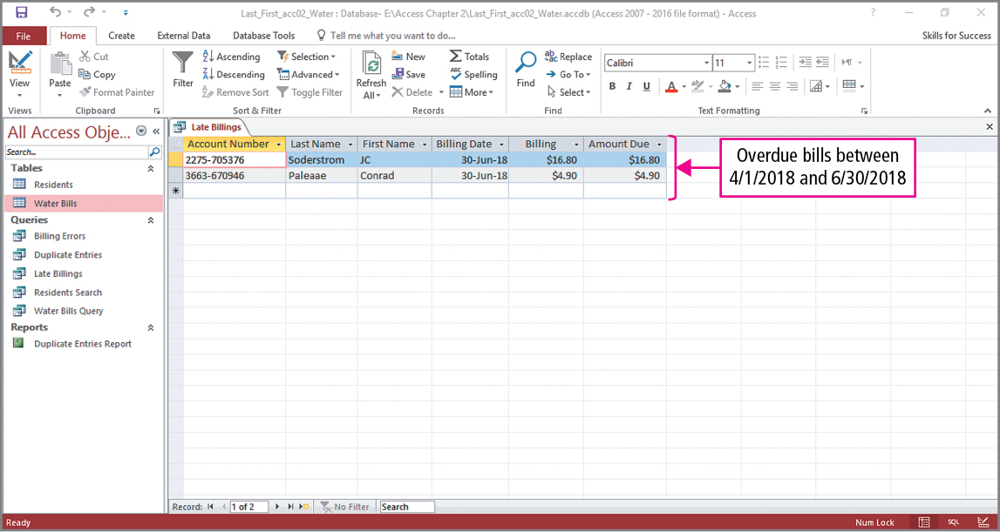 Last_First_acc02_Water : Database- E:\Access Chapter 2\Last_First_acc02_Water.accdb (Access 2007 - 2016 file format) - Access
?
File Home Create External Data Database Tools Tell me what you want to do... Skills for Success
View
Views
Paste
Cut
Copy
Format Painter
Clipboard
Filter
Ascending
Descending
Remove Sort
Selection
Advanced
Toggle Filter
Sort & Filter
Refresh
All
New
Save
Delete
Totals
Spelling
More
Records
Find
Replace
Go To
Select
Find
Calibri 11
B I U A
Text Formatting
All Access Obje...
Search...
Tables
Residents
Water Bills
Queries
Billing Errors
Duplicate Entries
Late Billings
Residents Search
Water Bills Query
Reports
Duplicate Entries Report
Late Billings
Account Number Last Name First Name Billing Date Billing Amount Due
2275-705376 Soderstrom JC 30-Jun-18 $16.80 $16.80
3663-670946 Paleaae Conrad 30-Jun-18 $4.90 $4.90
Overdue bills between
4/1/2018 and 6/30/2018
Record: 1 of 2 No Filter Search
Ready Num Lock SQL